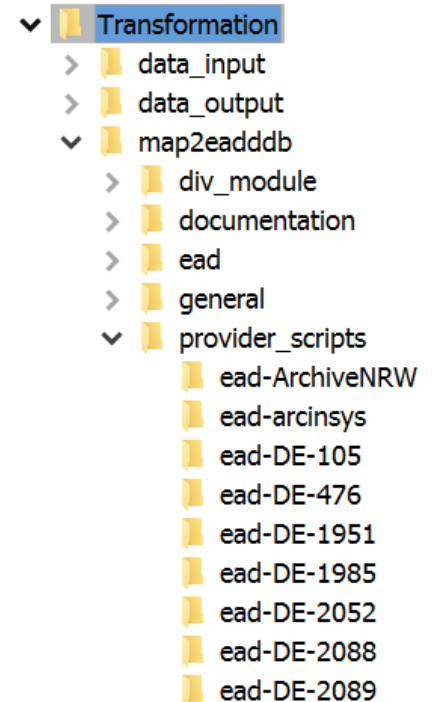 Transformation
data_input
data_output
map2eadddb
div_module
documentation
ead
general
provider_scripts
ead-ArchiveNRW
ead-arcinsys
ead-DE-105
ead-DE-476
ead-DE-1951
ead-DE-1985
ead-DE-2052
ead-DE-2088
ead-DE-2089